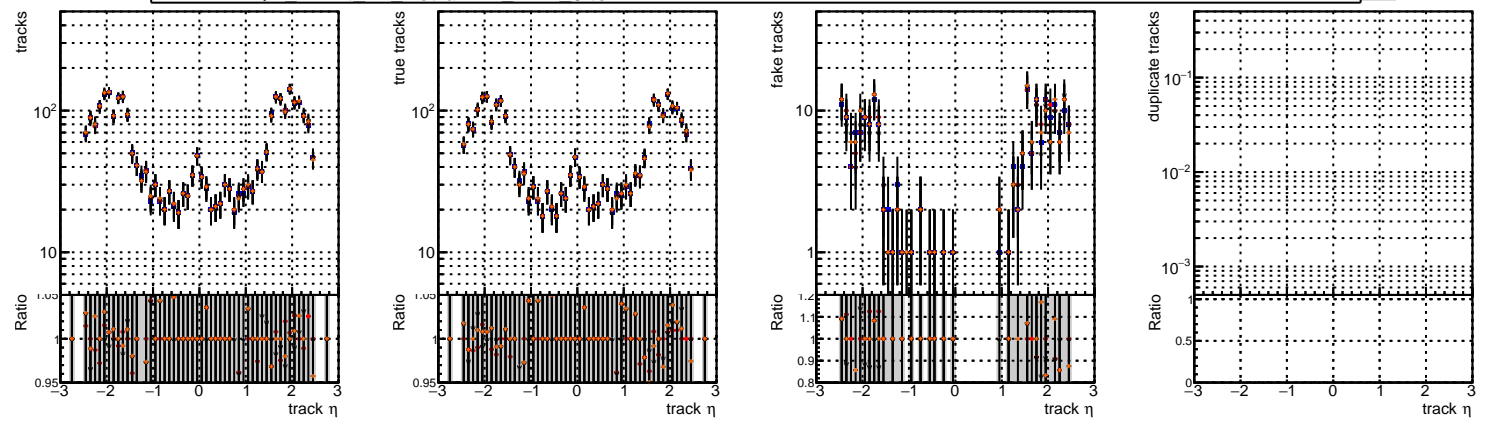 tracks
10²
10
Ratio
1.05
1
0.95
−3 −2 −1 0 1 2 3
track η
true tracks
10²
10
Ratio
1.05
1
0.95
−3 −2 −1 0 1 2 3
track η
fake tracks
10
1
Ratio
1.2
1.1
1
0.9
0.8
−3 −2 −1 0 1 2 3
track η
duplicate tracks
10⁻¹
10⁻²
10⁻³
Ratio
1
0.5
0
−3 −2 −1 0 1 2 3
track η